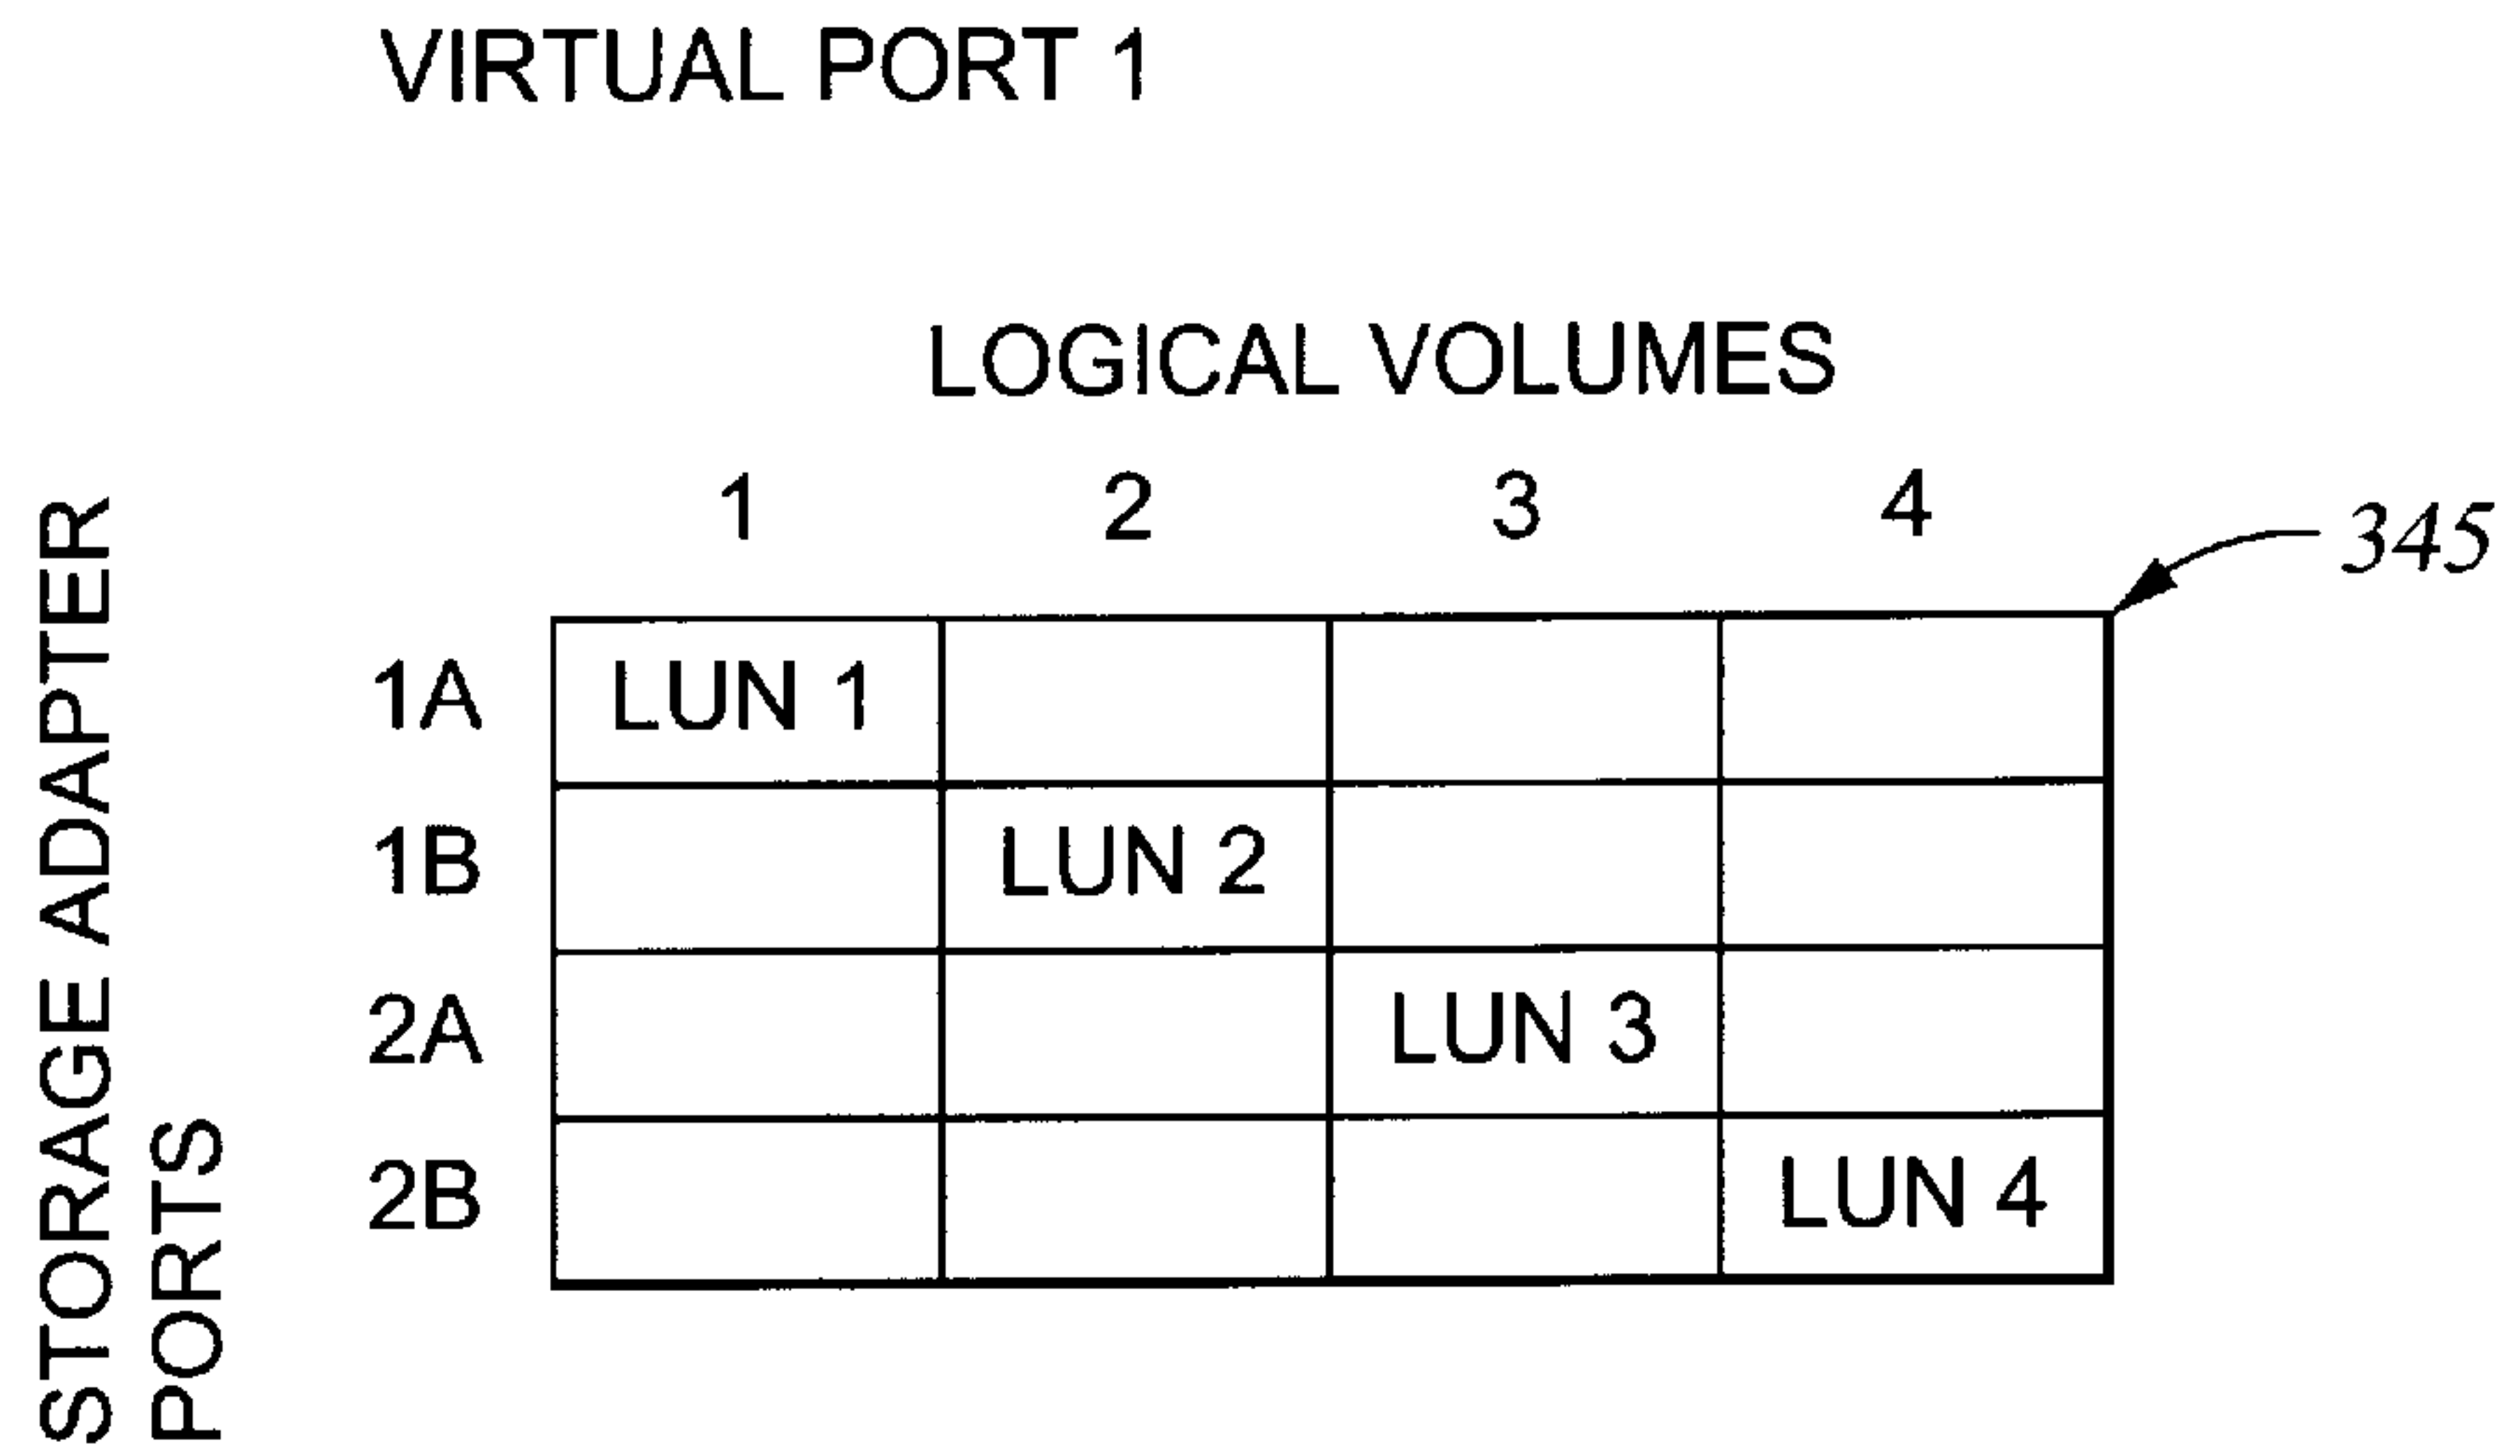 VIRTUAL PORT 1
LOGICAL VOLUMES
1 2 3 4
345
STORAGE ADAPTER
PORTS
1A LUN 1
1B LUN 2
2A LUN 3
2B LUN 4